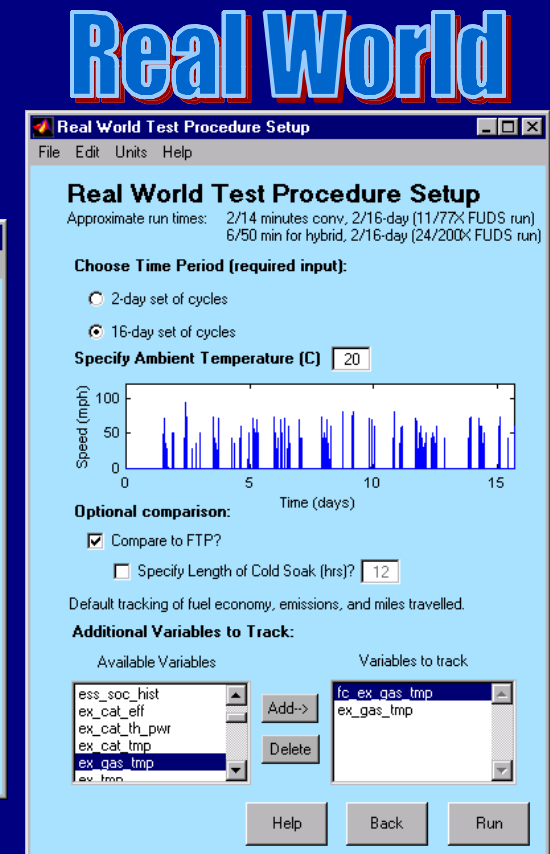 Real World
Real World Test Procedure Setup
File Edit Units Help
Real World Test Procedure Setup
Approximate run times: 2/14 minutes conv, 2/16-day (11/77X FUDS run)
6/50 min for hybrid, 2/16-day (24/200X FUDS run)
Choose Time Period (required input):
2-day set of cycles
16-day set of cycles
Specify Ambient Temperature (C) 20
Speed (mph)
100
50
0
0 5 10 15
Time (days)
Optional comparison:
Compare to FTP?
Specify Length of Cold Soak (hrs)? 12
Default tracking of fuel economy, emissions, and miles travelled.
Additional Variables to Track:
Available Variables Variables to track
ess_soc_hist
ex_cat_eff
ex_cat_th_pwr
ex_cat_tmp
ex_gas_tmp
ex_tmp
Add-->
Delete
fc_ex_gas_tmp
ex_gas_tmp
Help Back Run